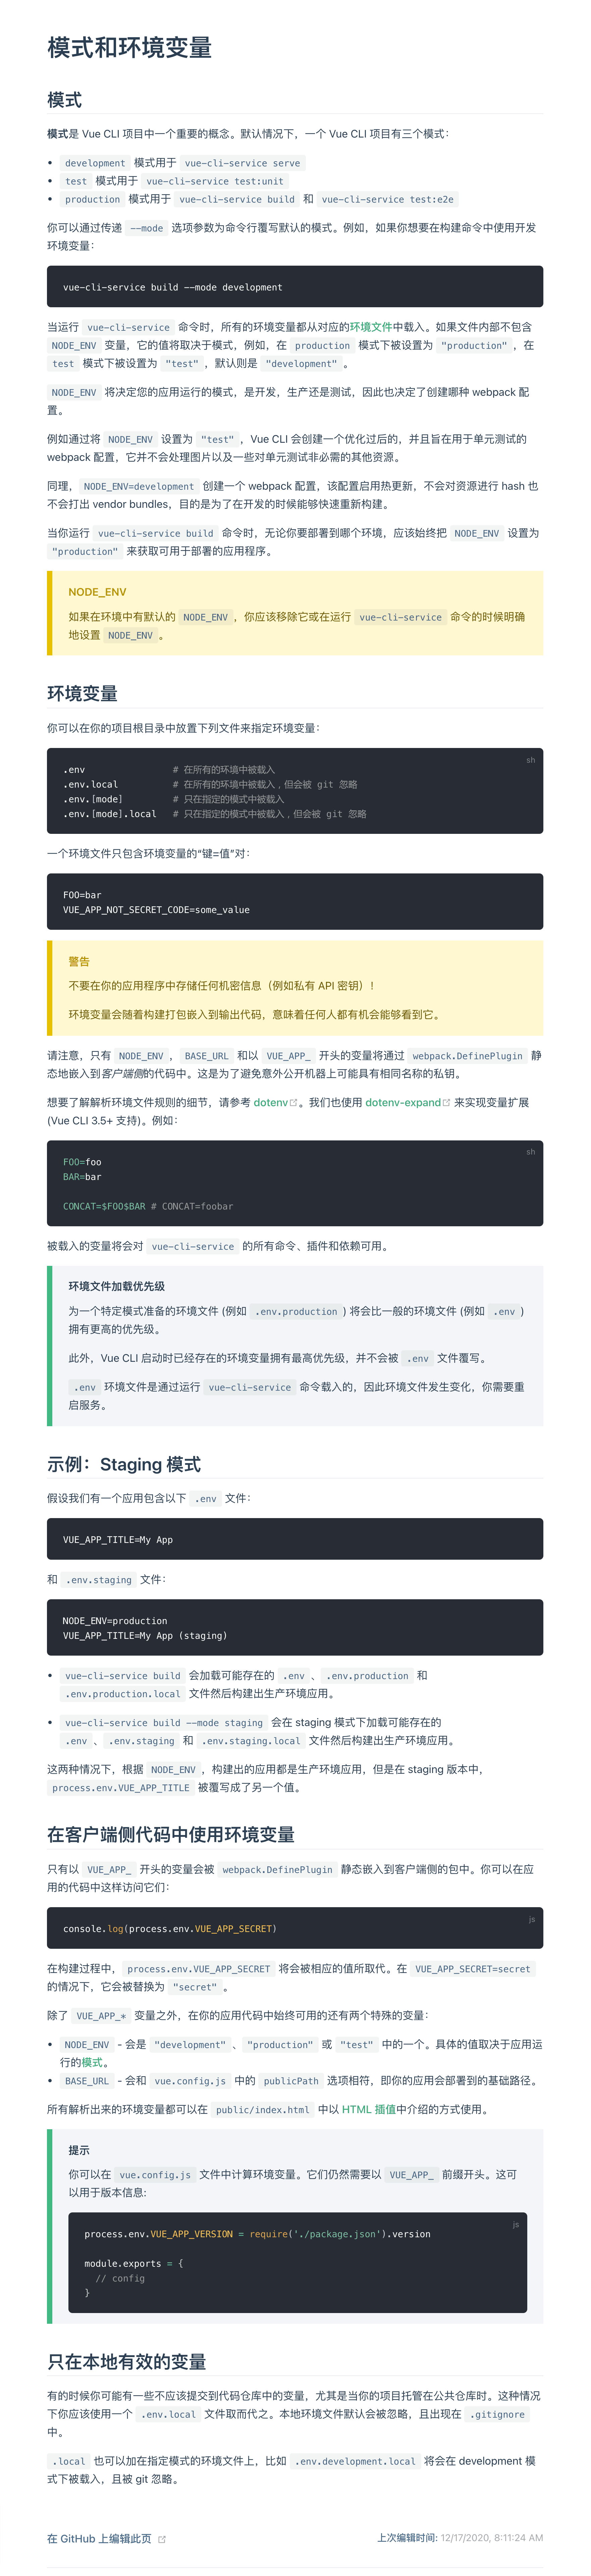 模式和环境变量
模式
模式是 Vue CLI 项目中一个重要的概念。默认情况下，一个 Vue CLI 项目有三个模式：
• development 模式用于 vue-cli-service serve
• test 模式用于 vue-cli-service test:unit
• production 模式用于 vue-cli-service build 和 vue-cli-service test:e2e
你可以通过传递 --mode 选项参数为命令行覆写默认的模式。例如，如果你想要在构建命令中使用开发
环境变量：
vue-cli-service build --mode development
当运行 vue-cli-service 命令时，所有的环境变量都从对应的环境文件中载入。如果文件内部不包含
NODE_ENV 变量，它的值将取决于模式，例如，在 production 模式下被设置为 "production"，在
test 模式下被设置为 "test"，默认则是 "development"。
NODE_ENV 将决定您的应用运行的模式，是开发，生产还是测试，因此也决定了创建哪种 webpack 配
置。
例如通过将 NODE_ENV 设置为 "test"，Vue CLI 会创建一个优化过后的，并且旨在用于单元测试的
webpack 配置，它并不会处理图片以及一些对单元测试非必需的其他资源。
同理，NODE_ENV=development 创建一个 webpack 配置，该配置启用热更新，不会对资源进行 hash 也
不会打出 vendor bundles，目的是为了在开发的时候能够快速重新构建。
当你运行 vue-cli-service build 命令时，无论你要部署到哪个环境，应该始终把 NODE_ENV 设置为
"production" 来获取可用于部署的应用程序。
NODE_ENV
如果在环境中有默认的 NODE_ENV，你应该移除它或在运行 vue-cli-service 命令的时候明确
地设置 NODE_ENV。
环境变量
你可以在你的项目根目录中放置下列文件来指定环境变量：
sh
.env                # 在所有的环境中被载入
.env.local          # 在所有的环境中被载入，但会被 git 忽略
.env.[mode]         # 只在指定的模式中被载入
.env.[mode].local   # 只在指定的模式中被载入，但会被 git 忽略
一个环境文件只包含环境变量的“键=值”对：
FOO=bar
VUE_APP_NOT_SECRET_CODE=some_value
警告
不要在你的应用程序中存储任何机密信息（例如私有 API 密钥）！
环境变量会随着构建打包嵌入到输出代码，意味着任何人都有机会能够看到它。
请注意，只有 NODE_ENV，BASE_URL 和以 VUE_APP_ 开头的变量将通过 webpack.DefinePlugin 静
态地嵌入到客户端侧的代码中。这是为了避免意外公开机器上可能具有相同名称的私钥。
想要了解解析环境文件规则的细节，请参考 dotenv。我们也使用 dotenv-expand 来实现变量扩展
(Vue CLI 3.5+ 支持)。例如：
sh
FOO=foo
BAR=bar
CONCAT=$FOO$BAR # CONCAT=foobar
被载入的变量将会对 vue-cli-service 的所有命令、插件和依赖可用。
环境文件加载优先级
为一个特定模式准备的环境文件 (例如 .env.production) 将会比一般的环境文件 (例如 .env)
拥有更高的优先级。
此外，Vue CLI 启动时已经存在的环境变量拥有最高优先级，并不会被 .env 文件覆写。
.env 环境文件是通过运行 vue-cli-service 命令载入的，因此环境文件发生变化，你需要重
启服务。
示例：Staging 模式
假设我们有一个应用包含以下 .env 文件：
VUE_APP_TITLE=My App
和 .env.staging 文件：
NODE_ENV=production
VUE_APP_TITLE=My App (staging)
• vue-cli-service build 会加载可能存在的 .env、.env.production 和
.env.production.local 文件然后构建出生产环境应用。
• vue-cli-service build --mode staging 会在 staging 模式下加载可能存在的
.env、.env.staging 和 .env.staging.local 文件然后构建出生产环境应用。
这两种情况下，根据 NODE_ENV，构建出的应用都是生产环境应用，但是在 staging 版本中，
process.env.VUE_APP_TITLE 被覆写成了另一个值。
在客户端侧代码中使用环境变量
只有以 VUE_APP_ 开头的变量会被 webpack.DefinePlugin 静态嵌入到客户端侧的包中。你可以在应
用的代码中这样访问它们：
js
console.log(process.env.VUE_APP_SECRET)
在构建过程中，process.env.VUE_APP_SECRET 将会被相应的值所取代。在 VUE_APP_SECRET=secret
的情况下，它会被替换为 "secret"。
除了 VUE_APP_* 变量之外，在你的应用代码中始终可用的还有两个特殊的变量：
• NODE_ENV - 会是 "development"、"production" 或 "test" 中的一个。具体的值取决于应用运
行的模式。
• BASE_URL - 会和 vue.config.js 中的 publicPath 选项相符，即你的应用会部署到的基础路径。
所有解析出来的环境变量都可以在 public/index.html 中以 HTML 插值中介绍的方式使用。
提示
你可以在 vue.config.js 文件中计算环境变量。它们仍然需要以 VUE_APP_ 前缀开头。这可
以用于版本信息:
js
process.env.VUE_APP_VERSION = require('./package.json').version
module.exports = {
  // config
}
只在本地有效的变量
有的时候你可能有一些不应该提交到代码仓库中的变量，尤其是当你的项目托管在公共仓库时。这种情况
下你应该使用一个 .env.local 文件取而代之。本地环境文件默认会被忽略，且出现在 .gitignore
中。
.local 也可以加在指定模式的环境文件上，比如 .env.development.local 将会在 development 模
式下被载入，且被 git 忽略。
在 GitHub 上编辑此页
上次编辑时间: 12/17/2020, 8:11:24 AM